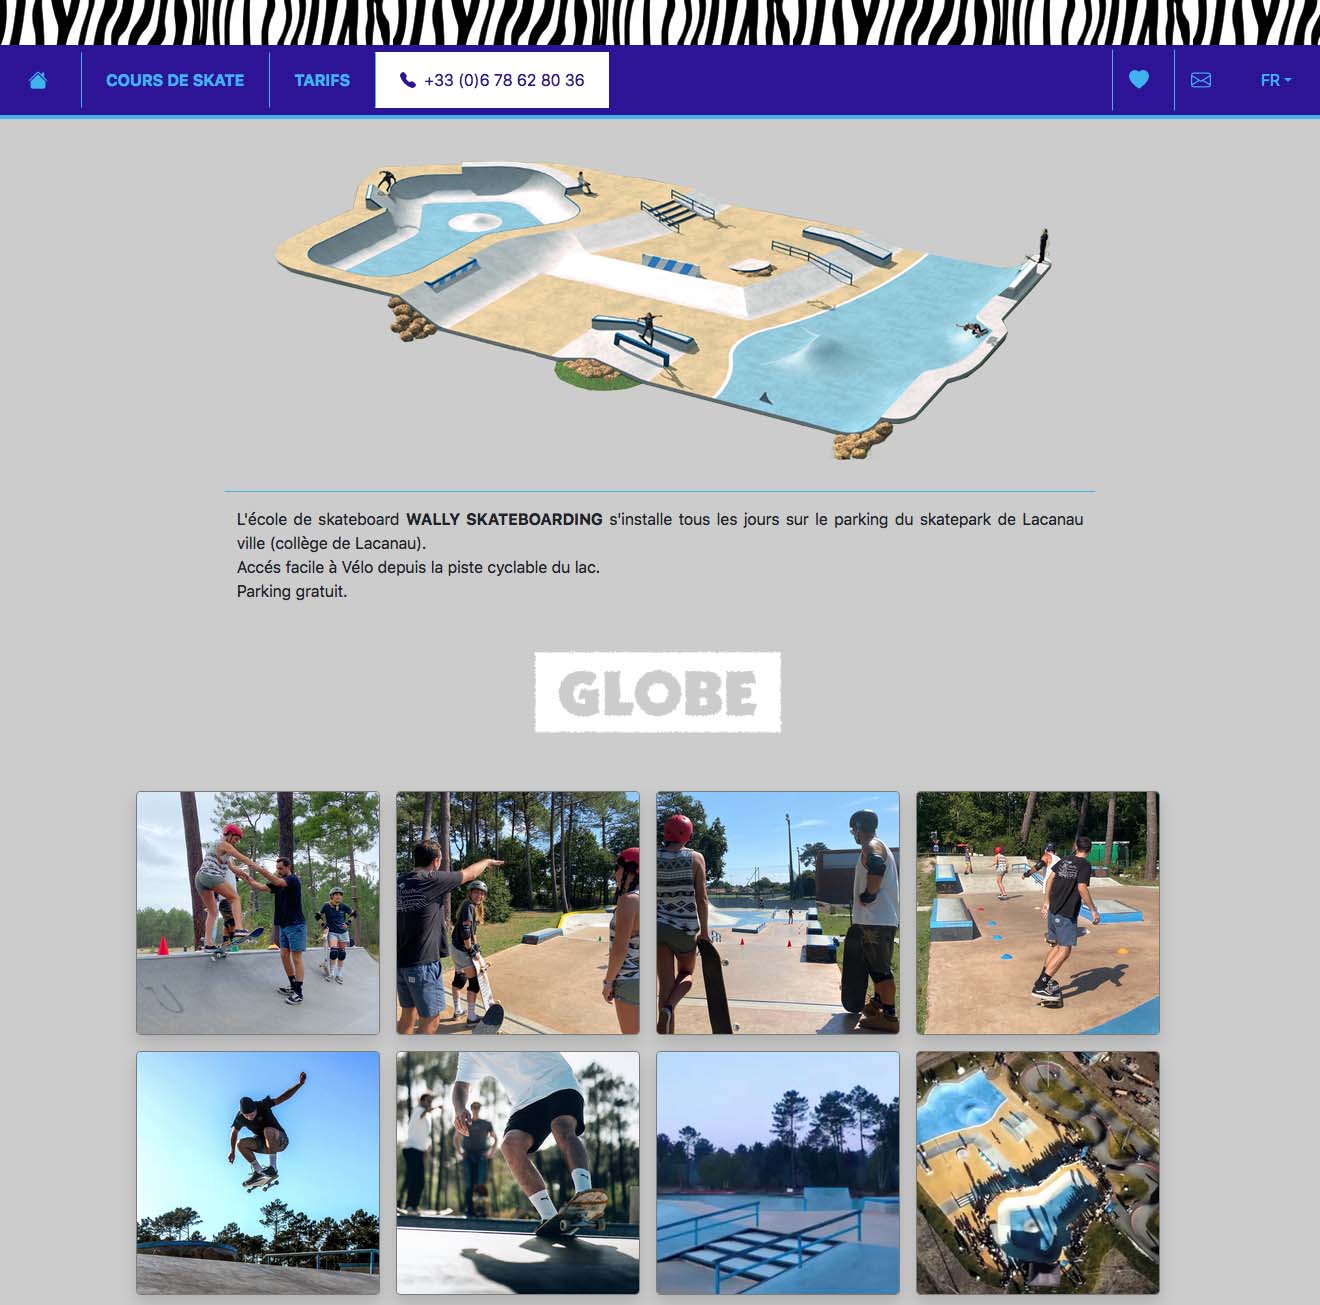 COURS DE SKATE
TARIFS
+33 (0)6 78 62 80 36
FR
L'école de skateboard WALLY SKATEBOARDING s'installe tous les jours sur le parking du skatepark de Lacanau
ville (collège de Lacanau).
Accés facile à Vélo depuis la piste cyclable du lac.
Parking gratuit.
GLOBE